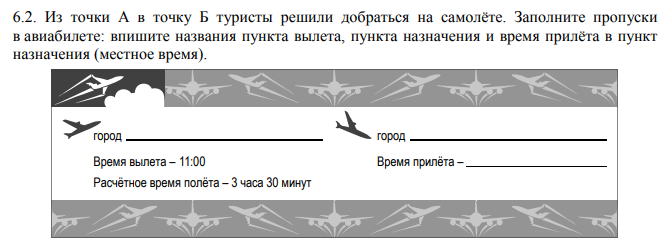 6.2. Из точки А в точку Б туристы решили добраться на самолёте. Заполните пропуски
в авиабилете: впишите названия пункта вылета, пункта назначения и время прилёта в пункт
назначения (местное время).
город
город
Время вылета – 11:00
Время прилёта –
Расчётное время полёта – 3 часа 30 минут